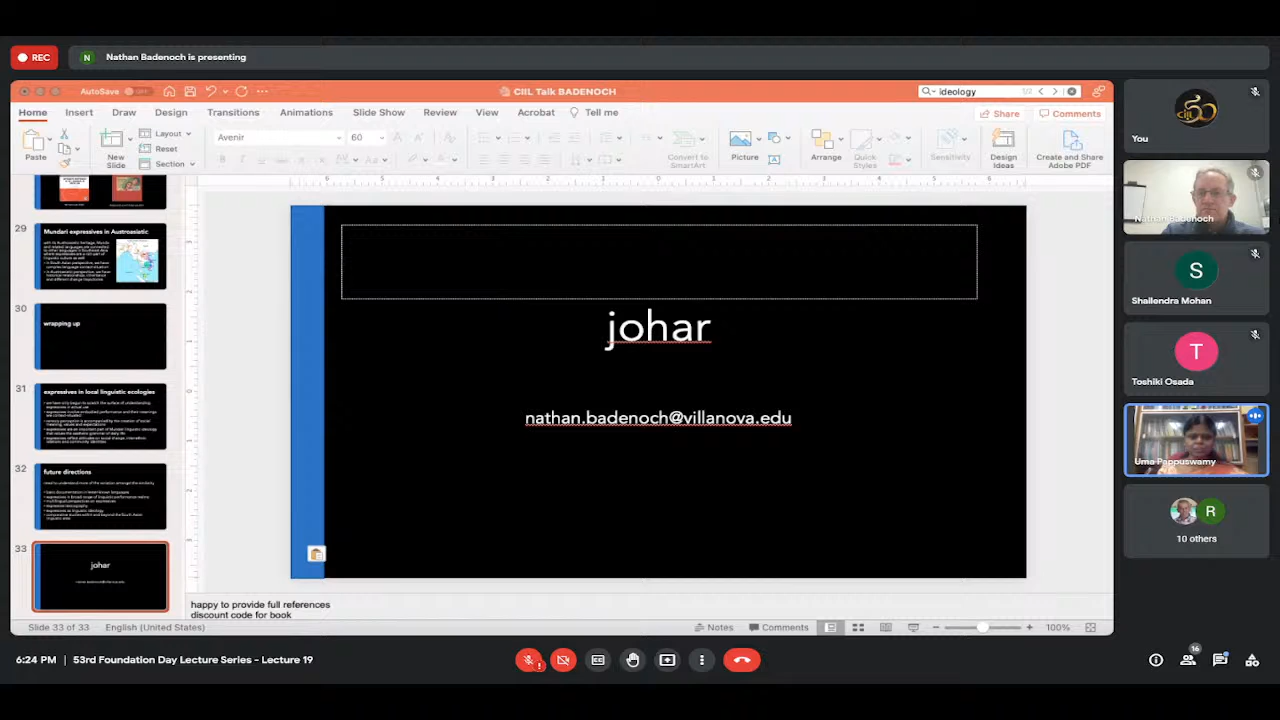 REC
N
Nathan Badenoch is presenting
AutoSave
OFF
CIIL Talk BADENOCH
ideology
1/2
Home
Insert
Draw
Design
Transitions
Animations
Slide Show
Review
View
Acrobat
Tell me
Share
Comments
Paste
New Slide
Layout
Reset
Section
Avenir
60
Convert to SmartArt
Picture
Arrange
Quick Styles
Sensitivity
Design Ideas
Create and Share Adobe PDF
29
Mundari expressives in Austroasiatic
30
wrapping up
31
expressives in local linguistic ecologies
32
future directions
33
johar
johar
nathan.badenoch@villanova.edu
happy to provide full references
discount code for book
Slide 33 of 33
English (United States)
Notes
Comments
100%
You
Nathan Badenoch
S
Shailendra Mohan
T
Toshiki Osada
Uma Pappuswamy
R
10 others
6:24 PM | 53rd Foundation Day Lecture Series - Lecture 19
16